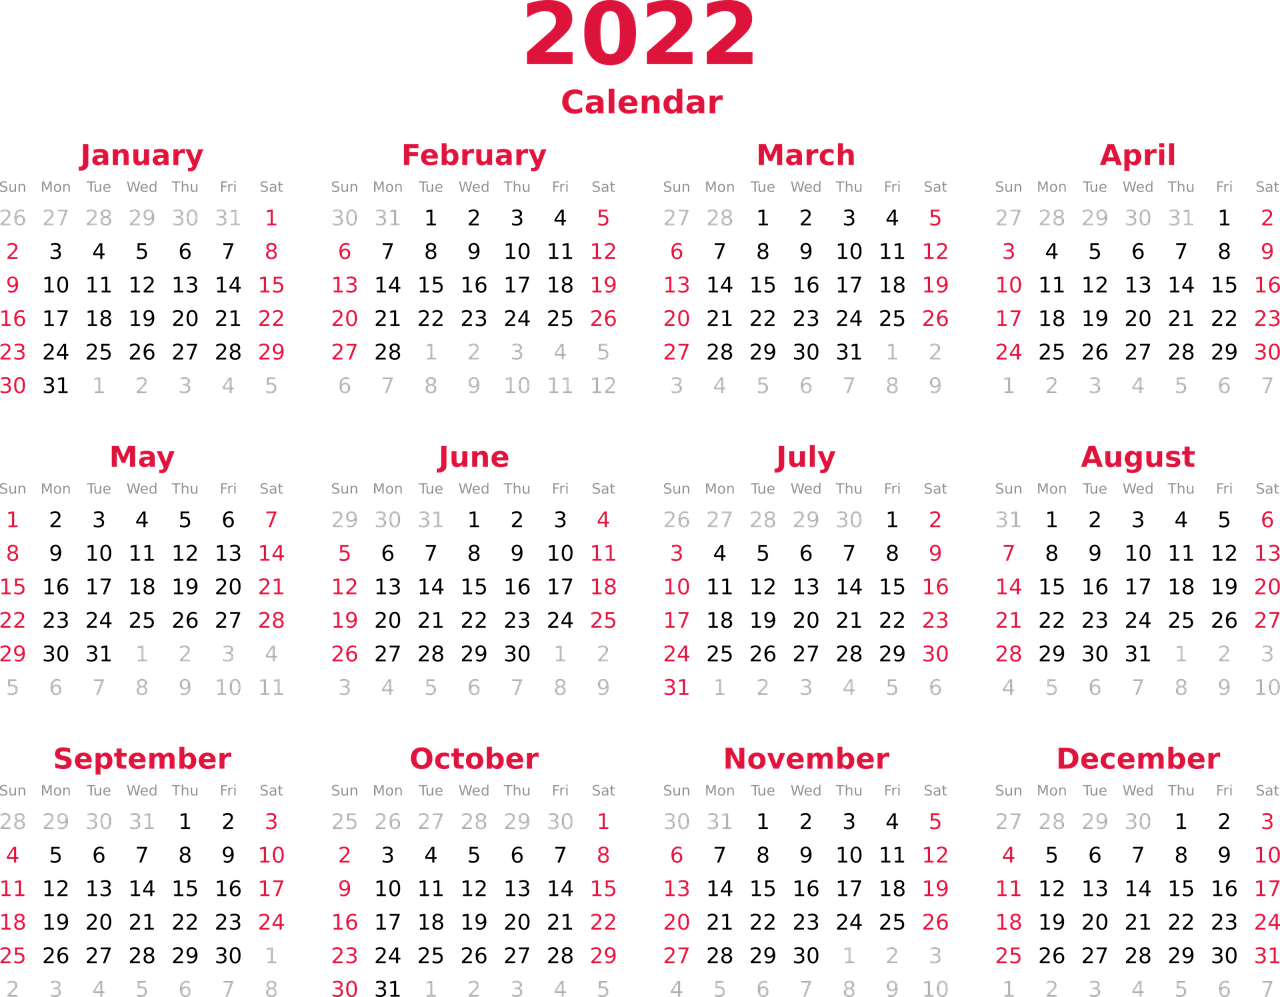 2022
Calendar
January February March April
Sun Mon Tue Wed Thu Fri Sat Sun Mon Tue Wed Thu Fri Sat Sun Mon Tue Wed Thu Fri Sat Sun Mon Tue Wed Thu Fri Sat
26 27 28 29 30 31 1 30 31 1 2 3 4 5 27 28 1 2 3 4 5 27 28 29 30 31 1 2
2 3 4 5 6 7 8 6 7 8 9 10 11 12 6 7 8 9 10 11 12 3 4 5 6 7 8 9
9 10 11 12 13 14 15 13 14 15 16 17 18 19 13 14 15 16 17 18 19 10 11 12 13 14 15 16
16 17 18 19 20 21 22 20 21 22 23 24 25 26 20 21 22 23 24 25 26 17 18 19 20 21 22 23
23 24 25 26 27 28 29 27 28 1 2 3 4 5 27 28 29 30 31 1 2 24 25 26 27 28 29 30
30 31 1 2 3 4 5 6 7 8 9 10 11 12 3 4 5 6 7 8 9 1 2 3 4 5 6 7
May June July August
Sun Mon Tue Wed Thu Fri Sat Sun Mon Tue Wed Thu Fri Sat Sun Mon Tue Wed Thu Fri Sat Sun Mon Tue Wed Thu Fri Sat
1 2 3 4 5 6 7 29 30 31 1 2 3 4 26 27 28 29 30 1 2 31 1 2 3 4 5 6
8 9 10 11 12 13 14 5 6 7 8 9 10 11 3 4 5 6 7 8 9 7 8 9 10 11 12 13
15 16 17 18 19 20 21 12 13 14 15 16 17 18 10 11 12 13 14 15 16 14 15 16 17 18 19 20
22 23 24 25 26 27 28 19 20 21 22 23 24 25 17 18 19 20 21 22 23 21 22 23 24 25 26 27
29 30 31 1 2 3 4 26 27 28 29 30 1 2 24 25 26 27 28 29 30 28 29 30 31 1 2 3
5 6 7 8 9 10 11 3 4 5 6 7 8 9 31 1 2 3 4 5 6 4 5 6 7 8 9 10
September October November December
Sun Mon Tue Wed Thu Fri Sat Sun Mon Tue Wed Thu Fri Sat Sun Mon Tue Wed Thu Fri Sat Sun Mon Tue Wed Thu Fri Sat
28 29 30 31 1 2 3 25 26 27 28 29 30 1 30 31 1 2 3 4 5 27 28 29 30 1 2 3
4 5 6 7 8 9 10 2 3 4 5 6 7 8 6 7 8 9 10 11 12 4 5 6 7 8 9 10
11 12 13 14 15 16 17 9 10 11 12 13 14 15 13 14 15 16 17 18 19 11 12 13 14 15 16 17
18 19 20 21 22 23 24 16 17 18 19 20 21 22 20 21 22 23 24 25 26 18 19 20 21 22 23 24
25 26 27 28 29 30 1 23 24 25 26 27 28 29 27 28 29 30 1 2 3 25 26 27 28 29 30 31
2 3 4 5 6 7 8 30 31 1 2 3 4 5 4 5 6 7 8 9 10 1 2 3 4 5 6 7